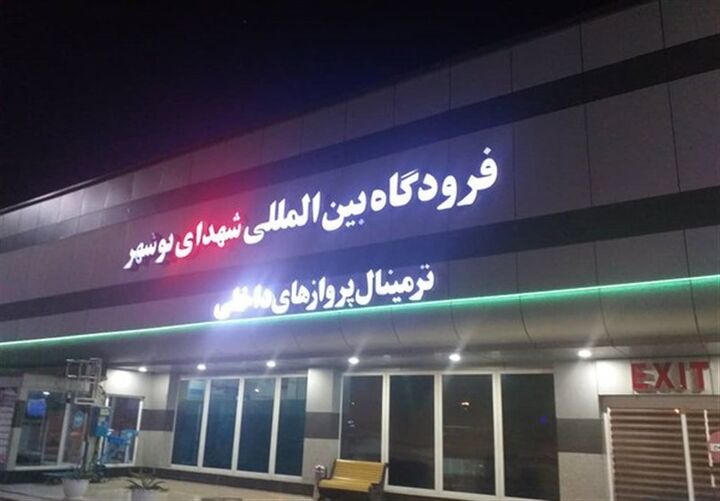 فرودگاه بین المللی شهدای بوشهر
ترمینال پروازهای داخلی
EXIT